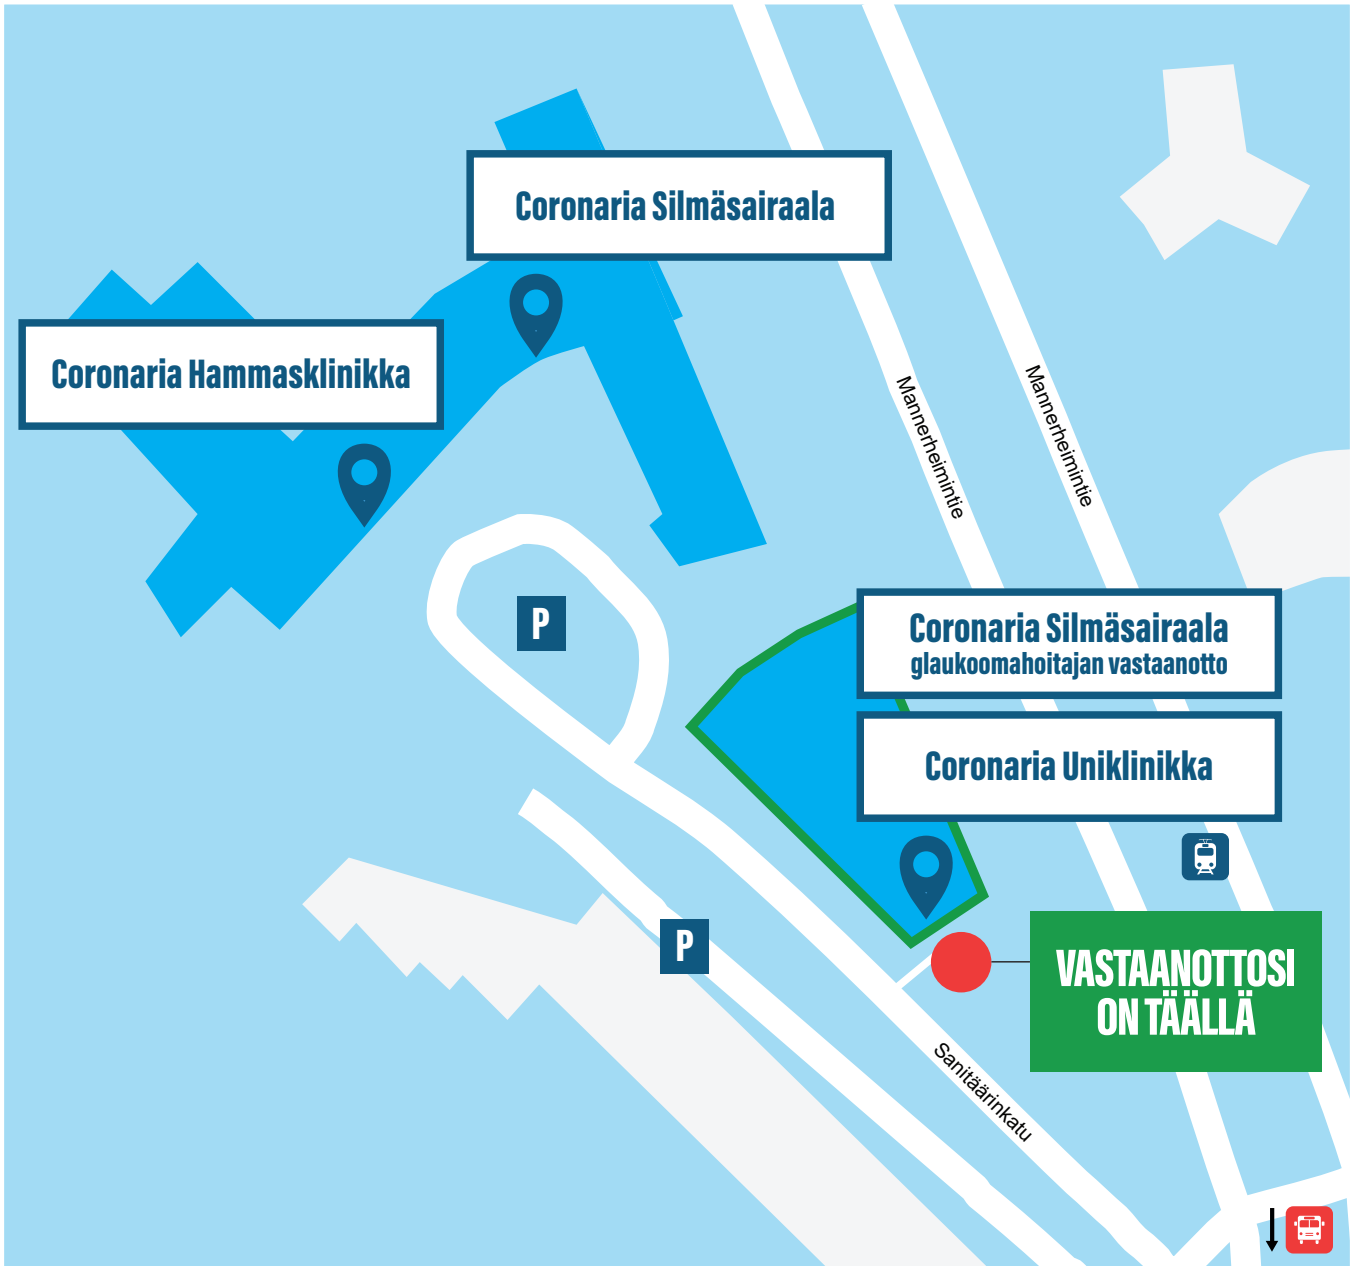 Coronaria Silmäsairaala
Coronaria Hammasklinikka
Mannerheimintie
Mannerheimintie
P
Coronaria Silmäsairaala
glaukoomahoitajan vastaanotto
Coronaria Uniklinikka
P
VASTAANOTTOSI
ON TÄÄLLÄ
Sanitäärinkatu